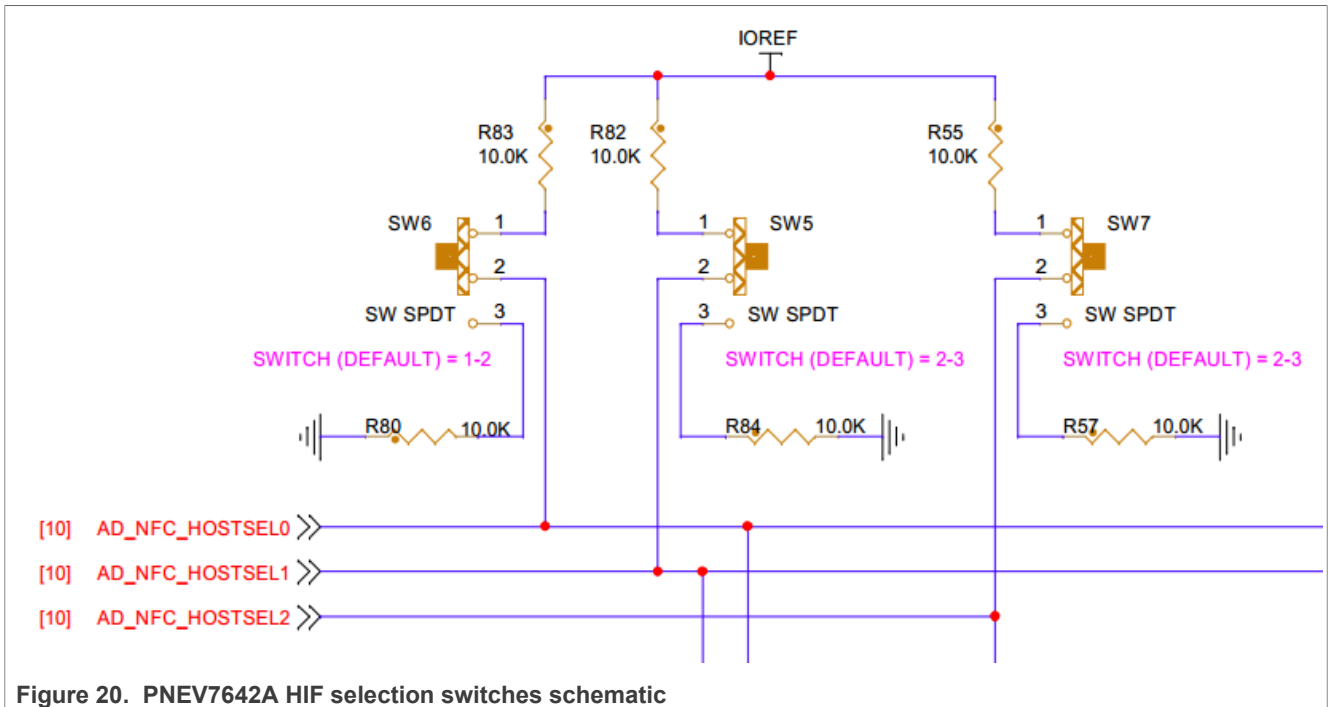 IOREF
R83
10.0K
R82
10.0K
R55
10.0K
SW6
1
2
SW SPDT
3
SWITCH (DEFAULT) = 1-2
1
SW5
2
3
SW SPDT
SWITCH (DEFAULT) = 2-3
1
SW7
2
3
SW SPDT
SWITCH (DEFAULT) = 2-3
R80
10.0K
R84
10.0K
R57
10.0K
[10] AD_NFC_HOSTSEL0
[10] AD_NFC_HOSTSEL1
[10] AD_NFC_HOSTSEL2
Figure 20. PNEV7642A HIF selection switches schematic